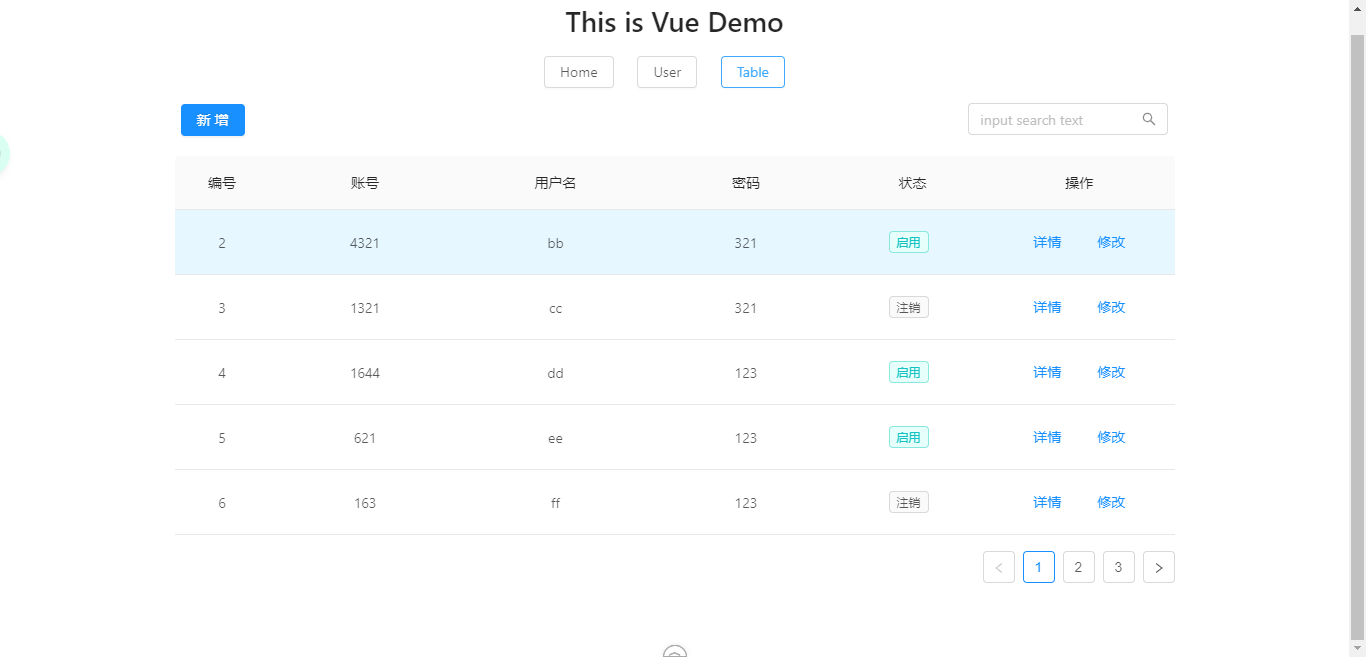 This is Vue Demo
Home User Table
新 增 input search text
编号 账号 用户名 密码 状态 操作
2 4321 bb 321 启用 详情 修改
3 1321 cc 321 注销 详情 修改
4 1644 dd 123 启用 详情 修改
5 621 ee 123 启用 详情 修改
6 163 ff 123 注销 详情 修改
< 1 2 3 >